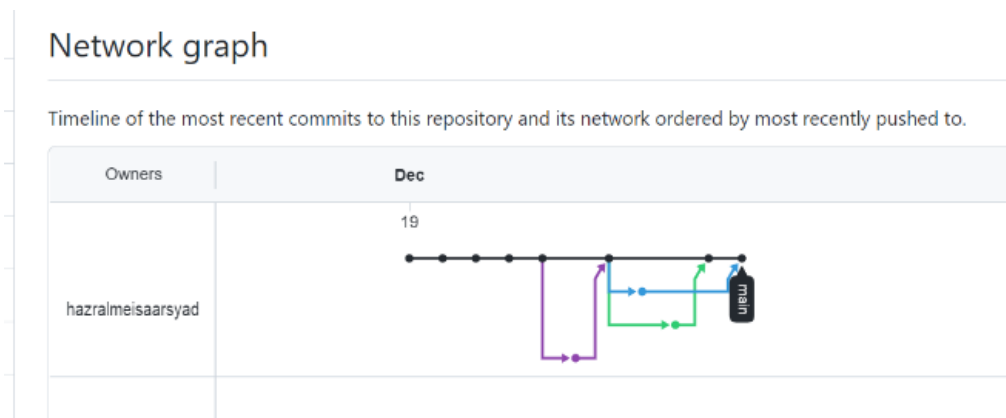 Network graph
Timeline of the most recent commits to this repository and its network ordered by most recently pushed to.
Owners
Dec
19
hazralmeisaarsyad
main